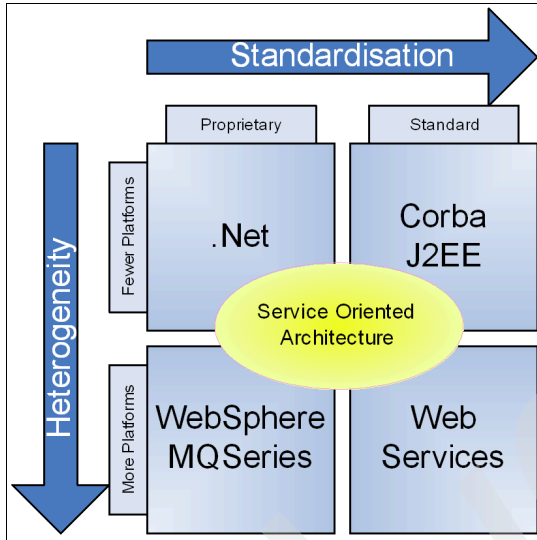 Standardisation
Proprietary
Standard
Heterogeneity
Fewer Platforms
.Net
Corba
J2EE
Service Oriented
Architecture
More Platforms
WebSphere
MQSeries
Web
Services